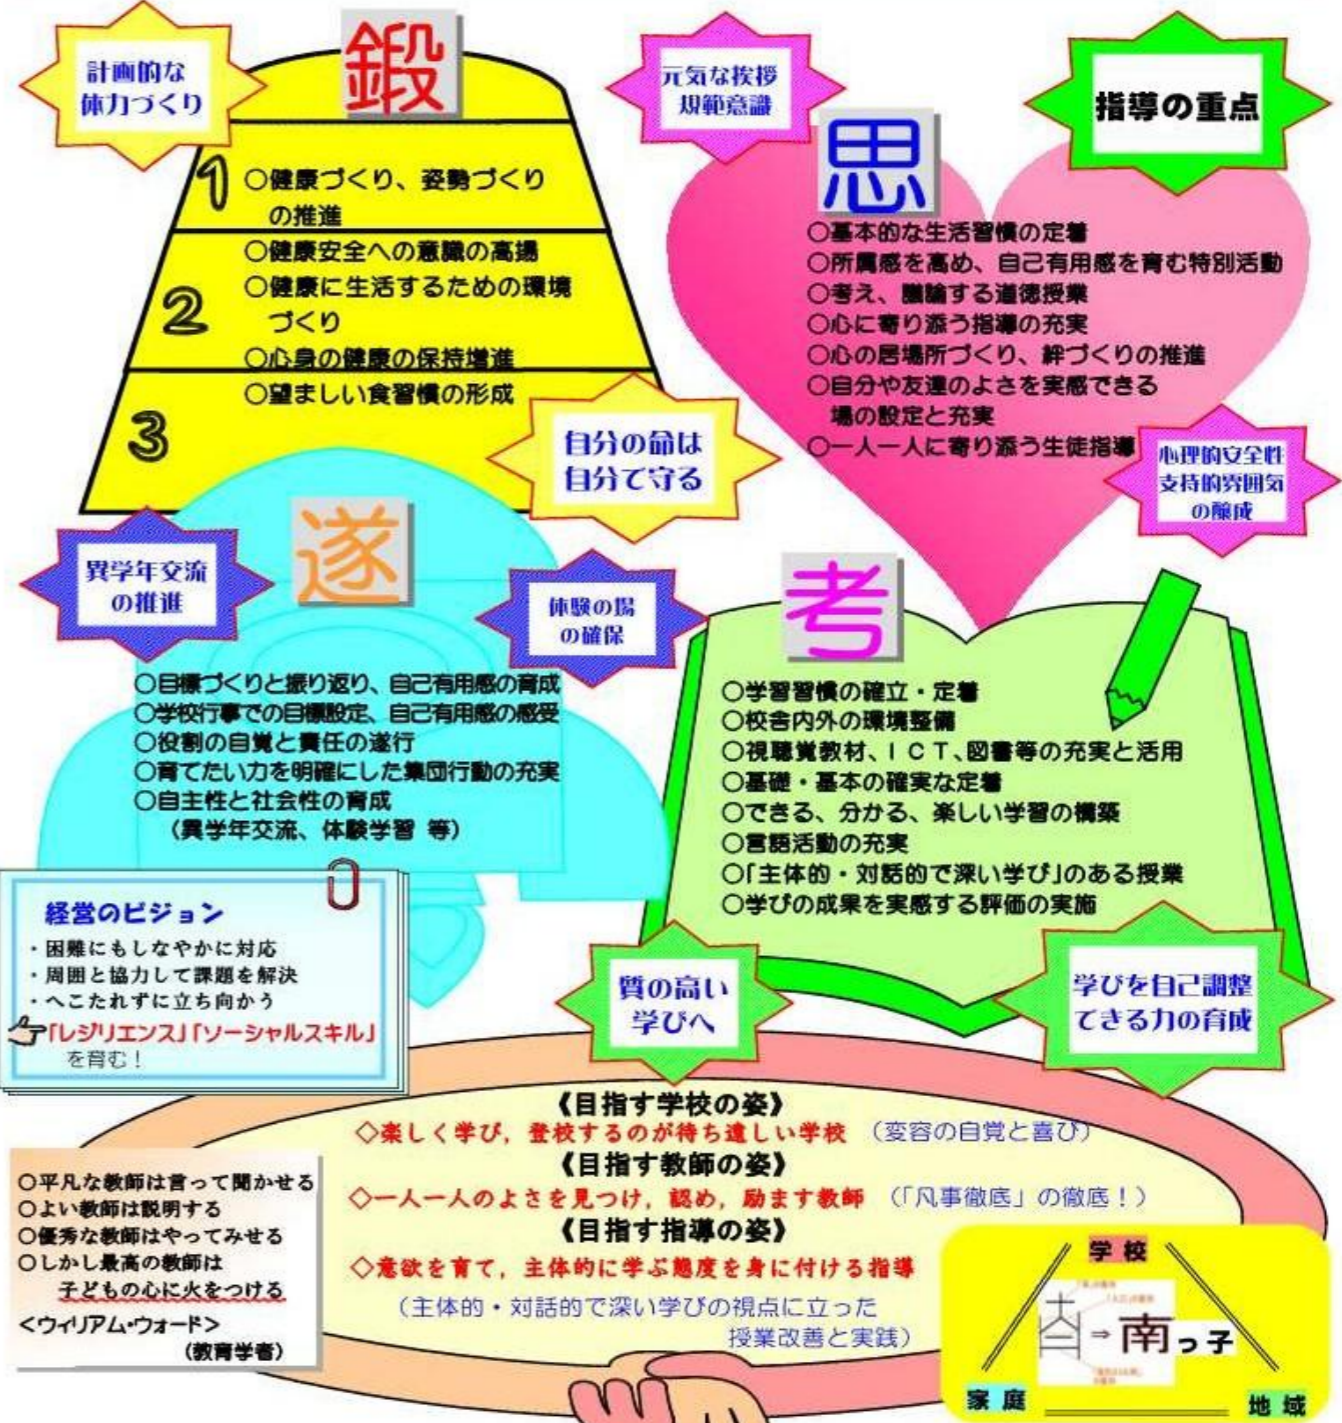 計画的な
体力づくり
鍛
1
○健康づくり、姿勢づくり
の推進
2
○健康安全への意識の高揚
○健康に生活するための環境
づくり
○心身の健康の保持増進
3
○望ましい食習慣の形成
自分の命は
自分で守る
元気な挨拶
規範意識
思
指導の重点
○基本的な生活習慣の定着
○所属感を高め、自己有用感を育む特別活動
○考え、議論する道徳授業
○心に寄り添う指導の充実
○心の居場所づくり、絆づくりの推進
○自分や友達のよさを実感できる
場の設定と充実
○一人一人に寄り添う生徒指導
心理的安全性
支持的雰囲気
の醸成
異学年交流
の推進
遂
体験の場
の確保
○目標づくりと振り返り、自己有用感の育成
○学校行事での目標設定、自己有用感の感受
○役割の自覚と責任の遂行
○育てたい力を明確にした集団行動の充実
○自主性と社会性の育成
(異学年交流、体験学習 等)
考
○学習習慣の確立・定着
○校舎内外の環境整備
○視聴覚教材、ICT、図書等の充実と活用
○基礎・基本の確実な定着
○できる、分かる、楽しい学習の構築
○言語活動の充実
○「主体的・対話的で深い学び」のある授業
○学びの成果を実感する評価の実施
質の高い
学びへ
学びを自己調整
できる力の育成
経営のビジョン
・困難にもしなやかに対応
・周囲と協力して課題を解決
・へこたれずに立ち向かう
「レジリエンス」「ソーシャルスキル」
を育む!
《目指す学校の姿》
◇楽しく学び,登校するのが待ち遠しい学校 (変容の自覚と喜び)
《目指す教師の姿》
◇一人一人のよさを見つけ,認め,励ます教師 (「凡事徹底」の徹底!)
《目指す指導の姿》
◇意欲を育て,主体的に学ぶ態度を身に付ける指導
(主体的・対話的で深い学びの視点に立った
授業改善と実践)
○平凡な教師は言って聞かせる
○よい教師は説明する
○優秀な教師はやってみせる
○しかし最高の教師は
子どもの心に火をつける
<ウィリアム・ウォード>
(教育学者)
学校
⇒南っ子
家庭
地域